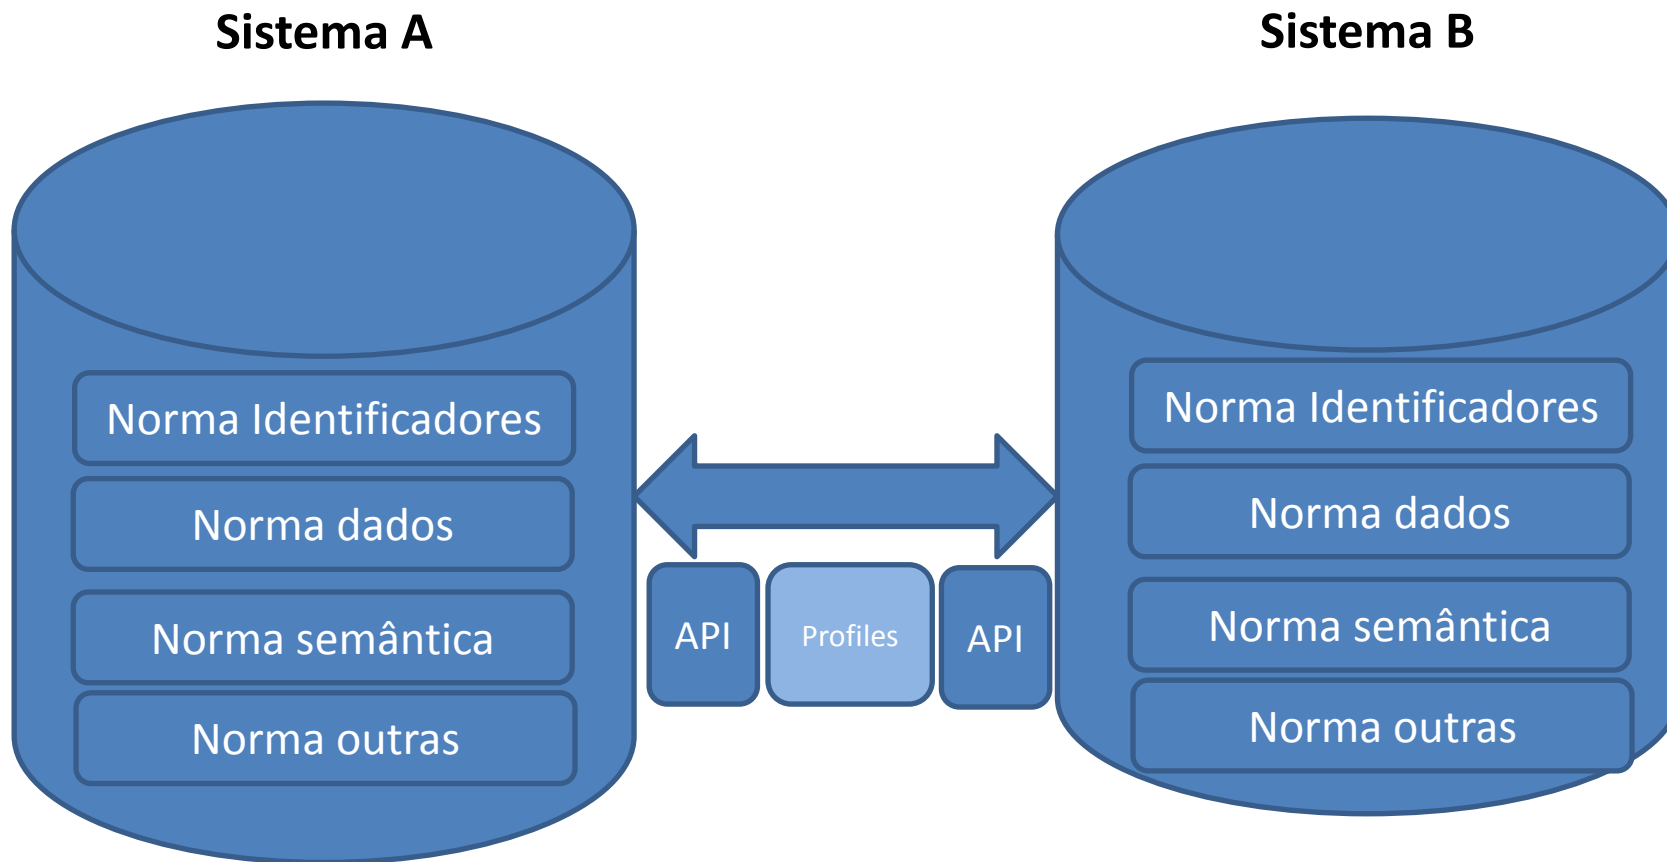 Sistema A
Sistema B
Norma Identificadores
Norma dados
Norma semântica
Norma outras
API
Profiles
API
Norma Identificadores
Norma dados
Norma semântica
Norma outras